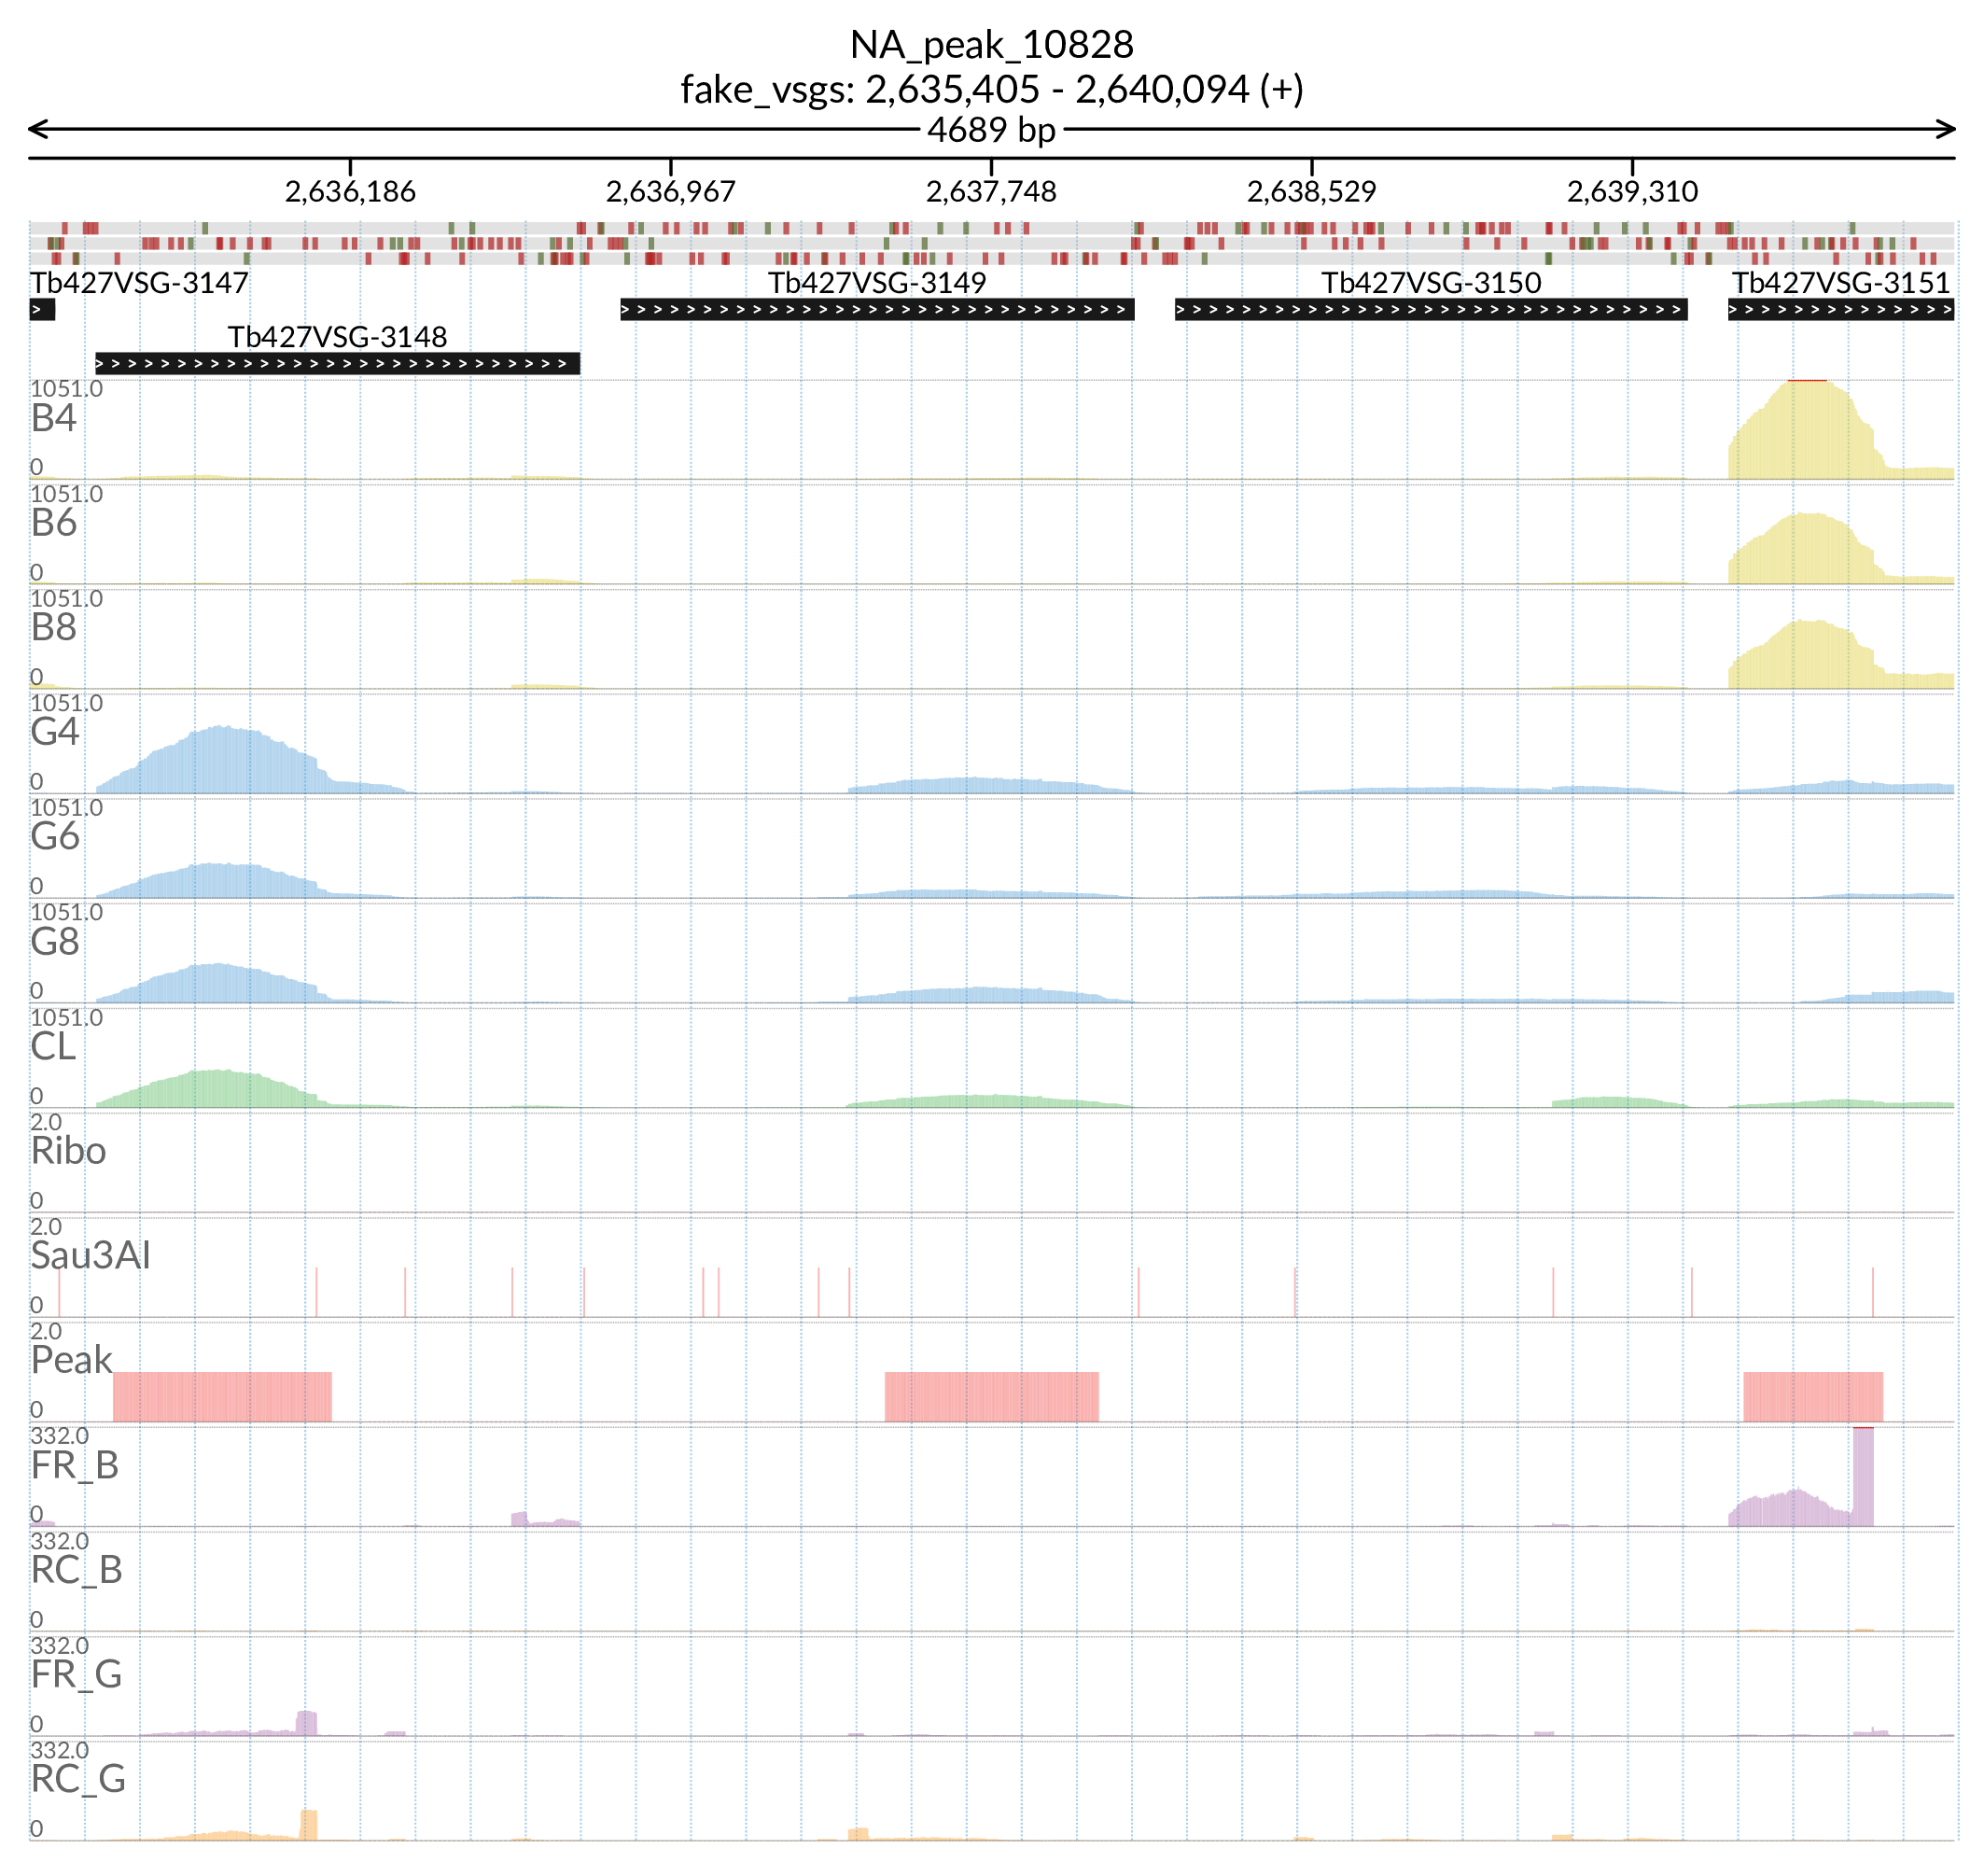 NA_peak_10828
fake_vsgs: 2,635,405 - 2,640,094 (+)
4689 bp
2,636,186 2,636,967 2,637,748 2,638,529 2,639,310
Tb427VSG-3147 Tb427VSG-3149 Tb427VSG-3150 Tb427VSG-3151
Tb427VSG-3148
1051.0
B4
0
1051.0
B6
0
1051.0
B8
0
1051.0
G4
0
1051.0
G6
0
1051.0
G8
0
1051.0
CL
0
2.0
Ribo
0
2.0
Sau3AI
0
2.0
Peak
0
332.0
FR_B
0
332.0
RC_B
0
332.0
FR_G
0
332.0
RC_G
0